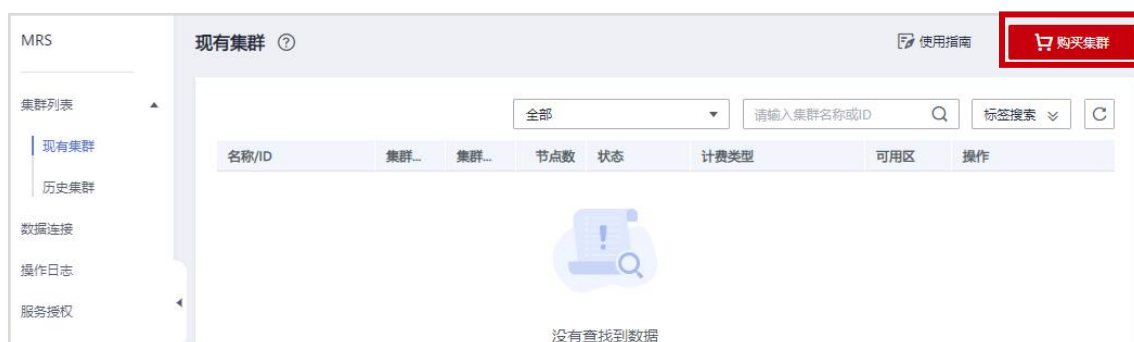 MRS
现有集群
使用指南
购买集群
集群列表
现有集群
历史集群
数据连接
操作日志
服务授权
全部
请输入集群名称或ID
标签搜索
名称/ID 集群... 集群... 节点数 状态 计费类型 可用区 操作
没有查找到数据